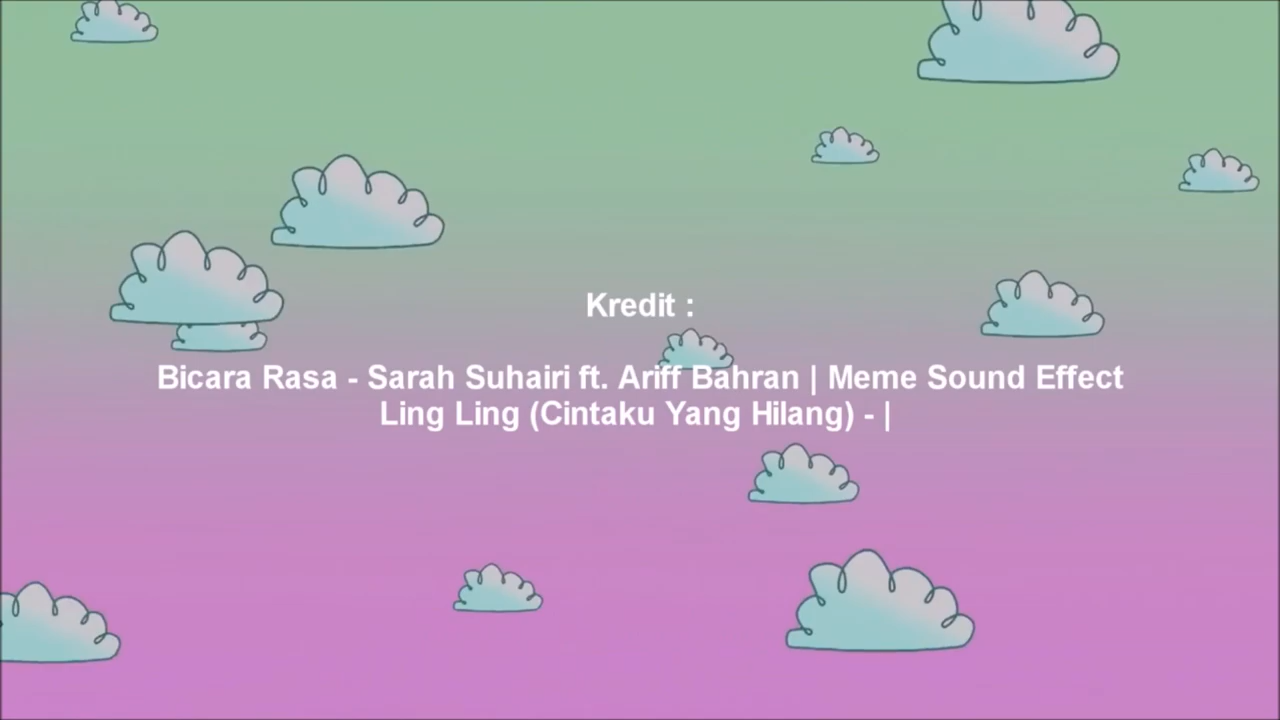 Kredit :
Bicara Rasa - Sarah Suhairi ft. Ariff Bahran | Meme Sound Effect
Ling Ling (Cintaku Yang Hilang) - |